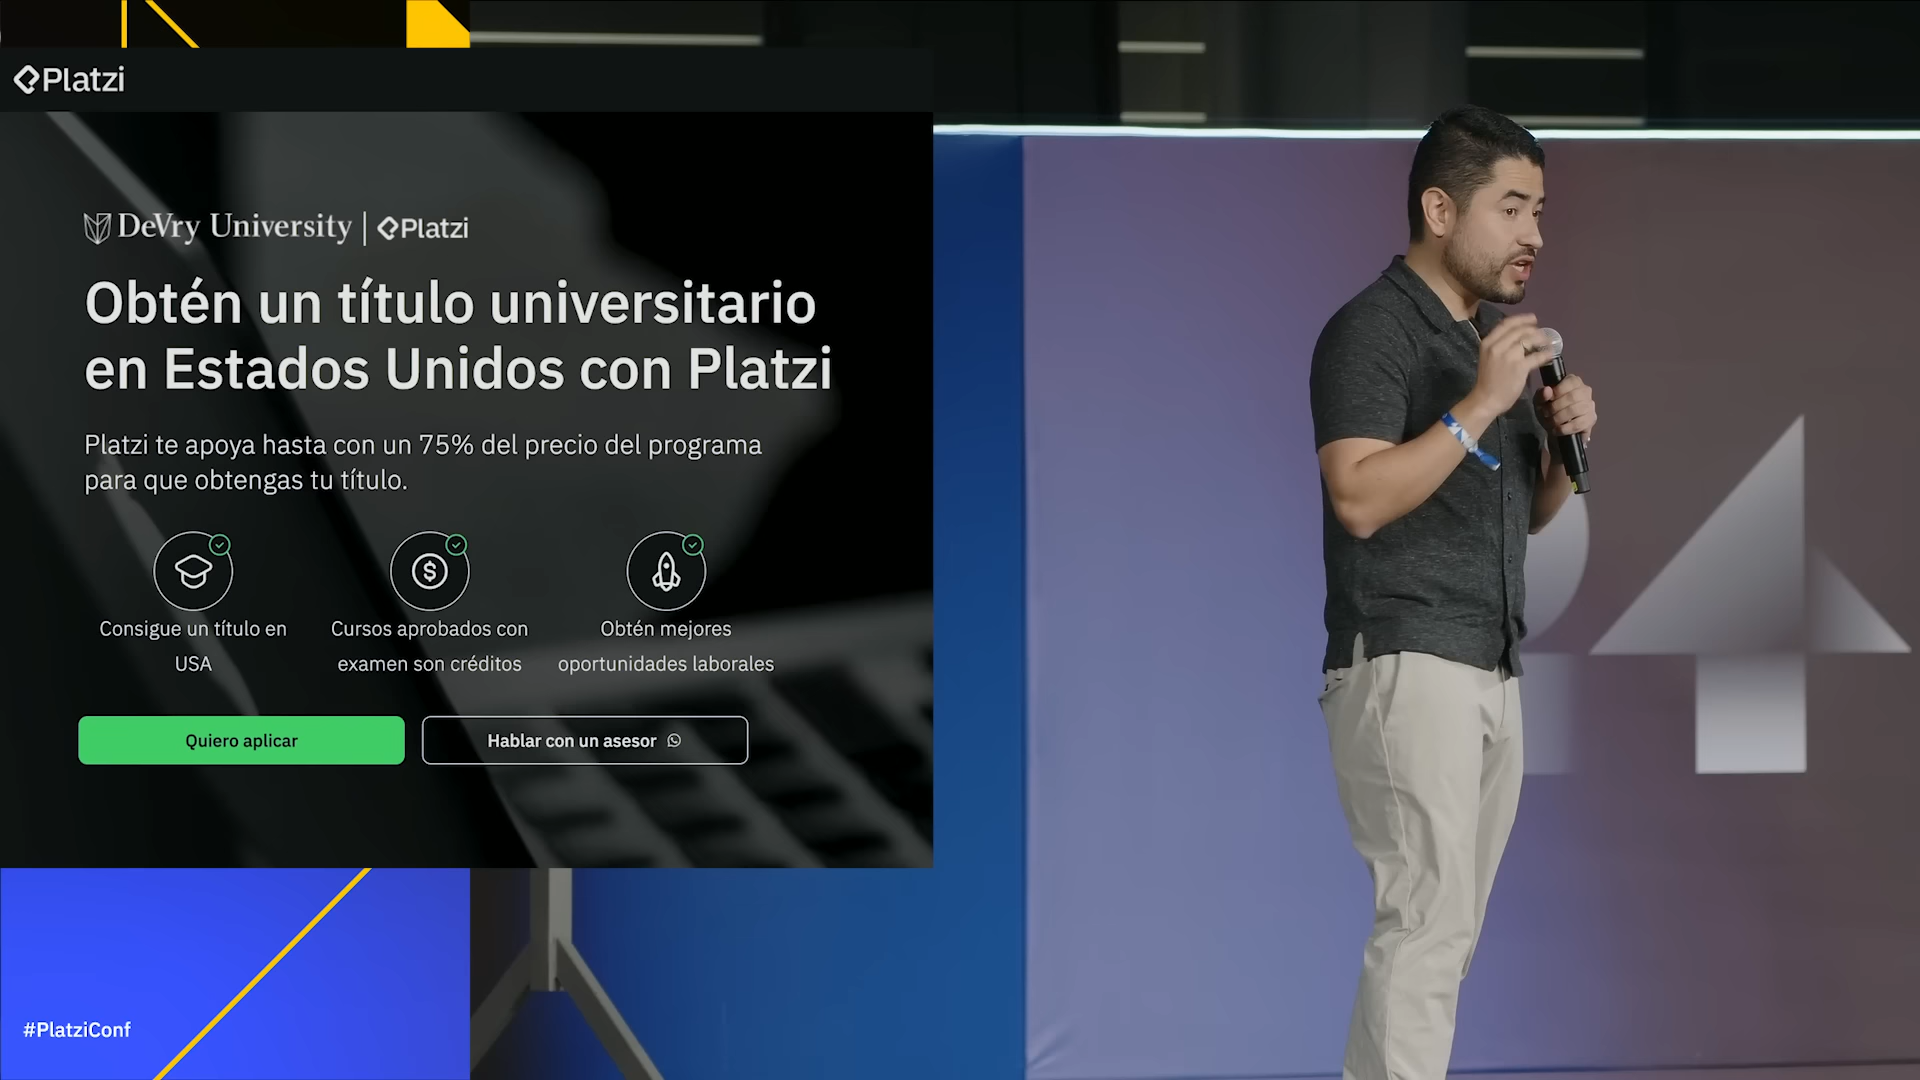 Platzi
DeVry University | Platzi
Obtén un título universitario
en Estados Unidos con Platzi
Platzi te apoya hasta con un 75% del precio del programa
para que obtengas tu título.
Consigue un título en
USA
Cursos aprobados con
examen son créditos
Obtén mejores
oportunidades laborales
Quiero aplicar
Hablar con un asesor
#PlatziConf
24